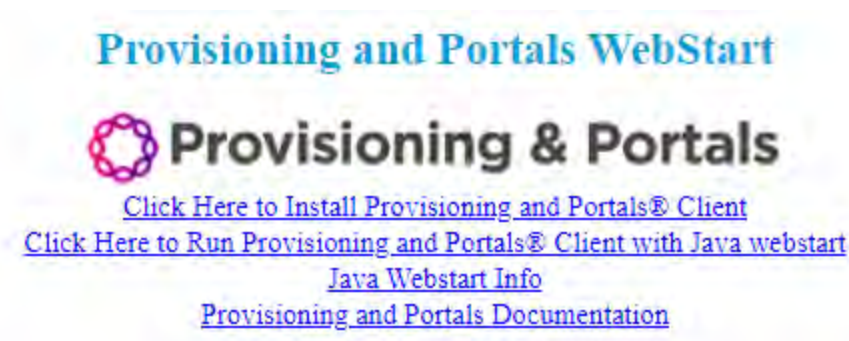 Provisioning and Portals WebStart
Provisioning & Portals
Click Here to Install Provisioning and Portals® Client
Click Here to Run Provisioning and Portals® Client with Java webstart
Java Webstart Info
Provisioning and Portals Documentation